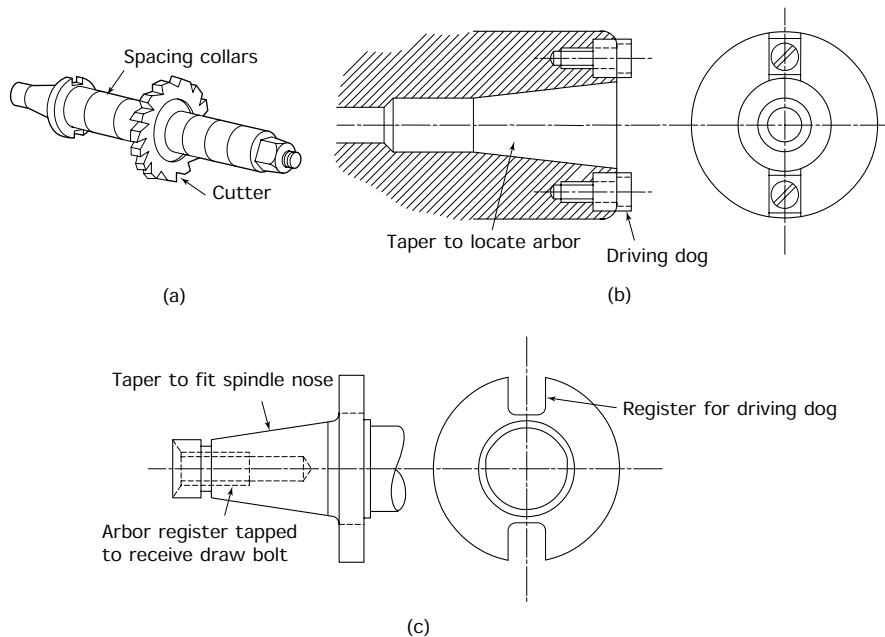 Spacing collars
Cutter
(a)
Taper to locate arbor
Driving dog
(b)
Taper to fit spindle nose
Register for driving dog
Arbor register tapped
to receive draw bolt
(c)